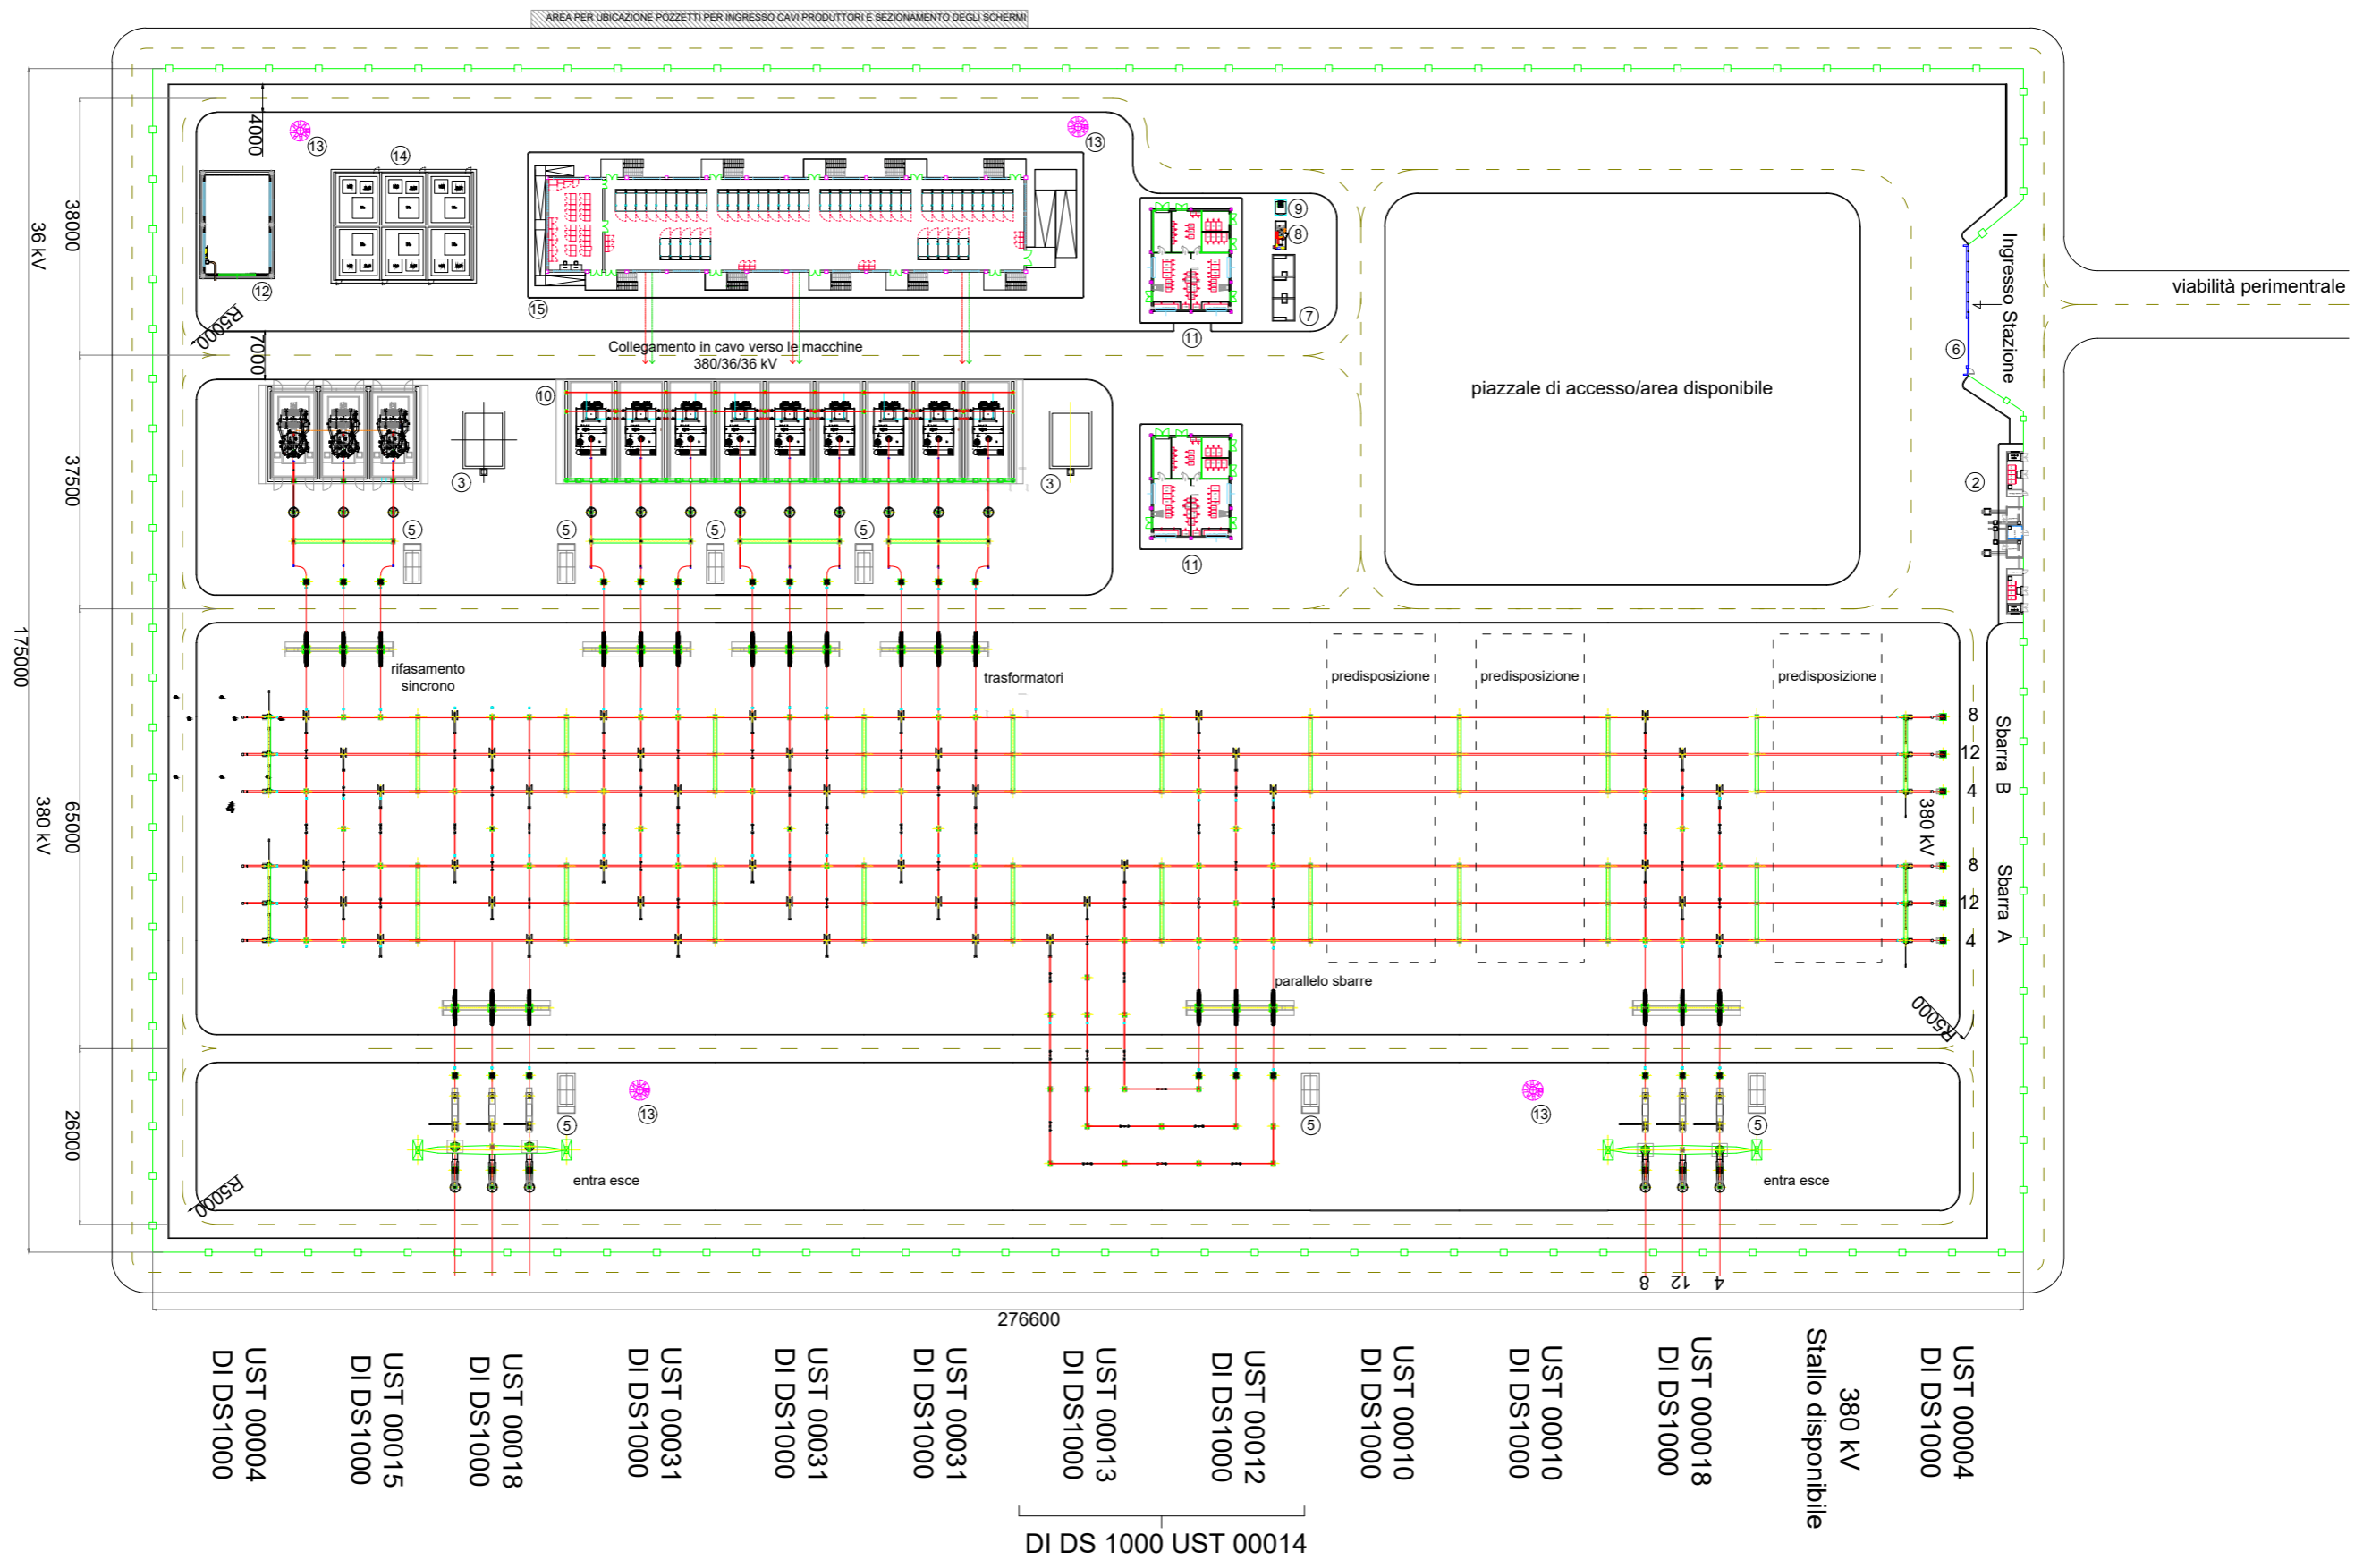 AREA PER UBICAZIONE POZZETTI PER INGRESSO CAVI PRODUTTORI E SEZIONAMENTO DEGLI SCHERMI
4000
13
14
13
38000
36 kV
12
15
9
8
7
11
Ingresso Stazione
viabilità perimentrale
R5000
7000
Collegamento in cavo verso le macchine
380/36/36 kV
6
piazzale di accesso/area disponibile
10
3
3
2
37500
5
5
5
5
11
175000
rifasamento
sincrono
trasformatori
predisposizione
predisposizione
predisposizione
8
12
4
Sbarra B
380 kV
65000
380 kV
4
8
12
4
Sbarra A
parallelo sbarre
R5000
26000
13
5
5
13
5
R5000
entra esce
entra esce
8
12
4
276600
UST 00004
DI DS1000
UST 00015
DI DS1000
UST 00018
DI DS1000
UST 00031
DI DS1000
UST 00031
DI DS1000
UST 00031
DI DS1000
UST 00013
DI DS1000
UST 00012
DI DS1000
UST 00010
DI DS1000
UST 00010
DI DS1000
UST 000018
DI DS1000
380 kV
Stallo disponibile
UST 00004
DI DS1000
DI DS 1000 UST 00014